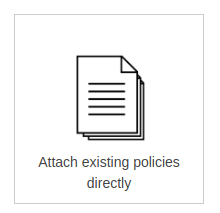 Attach existing policies
directly